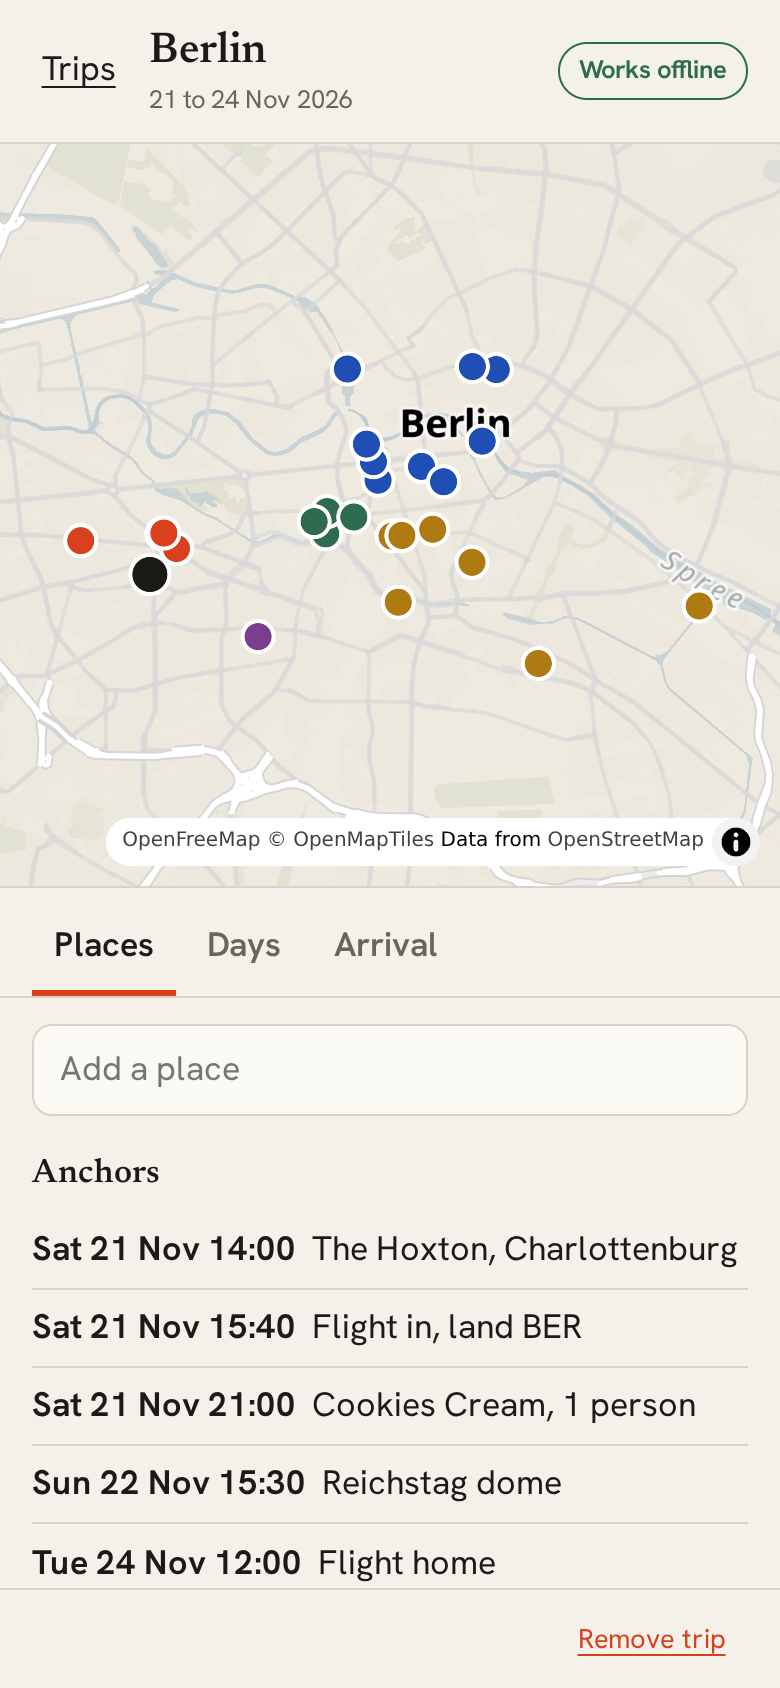 Trips
Berlin
21 to 24 Nov 2026
Works offline
Berlin
Spree
OpenFreeMap © OpenMapTiles Data from OpenStreetMap
Places
Days
Arrival
Add a place
Anchors
Sat 21 Nov 14:00 The Hoxton, Charlottenburg
Sat 21 Nov 15:40 Flight in, land BER
Sat 21 Nov 21:00 Cookies Cream, 1 person
Sun 22 Nov 15:30 Reichstag dome
Tue 24 Nov 12:00 Flight home
Remove trip